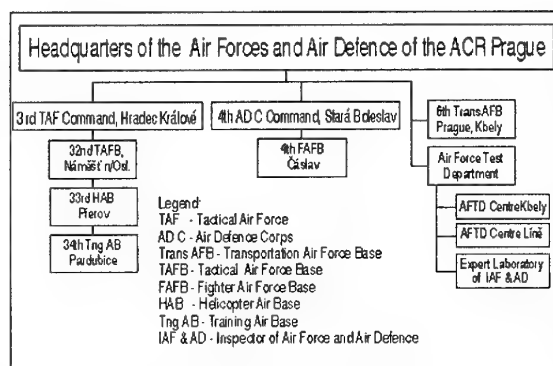 Headquarters of the Air Forces and Air Defence of the ACR Prague
3rd TAF Command, Hradec Králové
32nd TAFB,
Náměšť n/Osl.
33rd HAB
Přerov
34th Tng AB
Pardubice
4th AD C Command, Stará Boleslav
4th FAFB
Čáslav
6th TransAFB
Prague, Kbely
Air Force Test
Department
AFTD Centre Kbely
AFTD Centre Líně
Expert Laboratory
of IAF & AD
Legend:
TAF - Tactical Air Force
AD C - Air Defence Corps
Trans AFB - Transportation Air Force Base
TAFB - Tactical Air Force Base
FAFB - Fighter Air Force Base
HAB - Helicopter Air Base
Tng AB - Training Air Base
IAF & AD - Inspector of Air Force and Air Defence